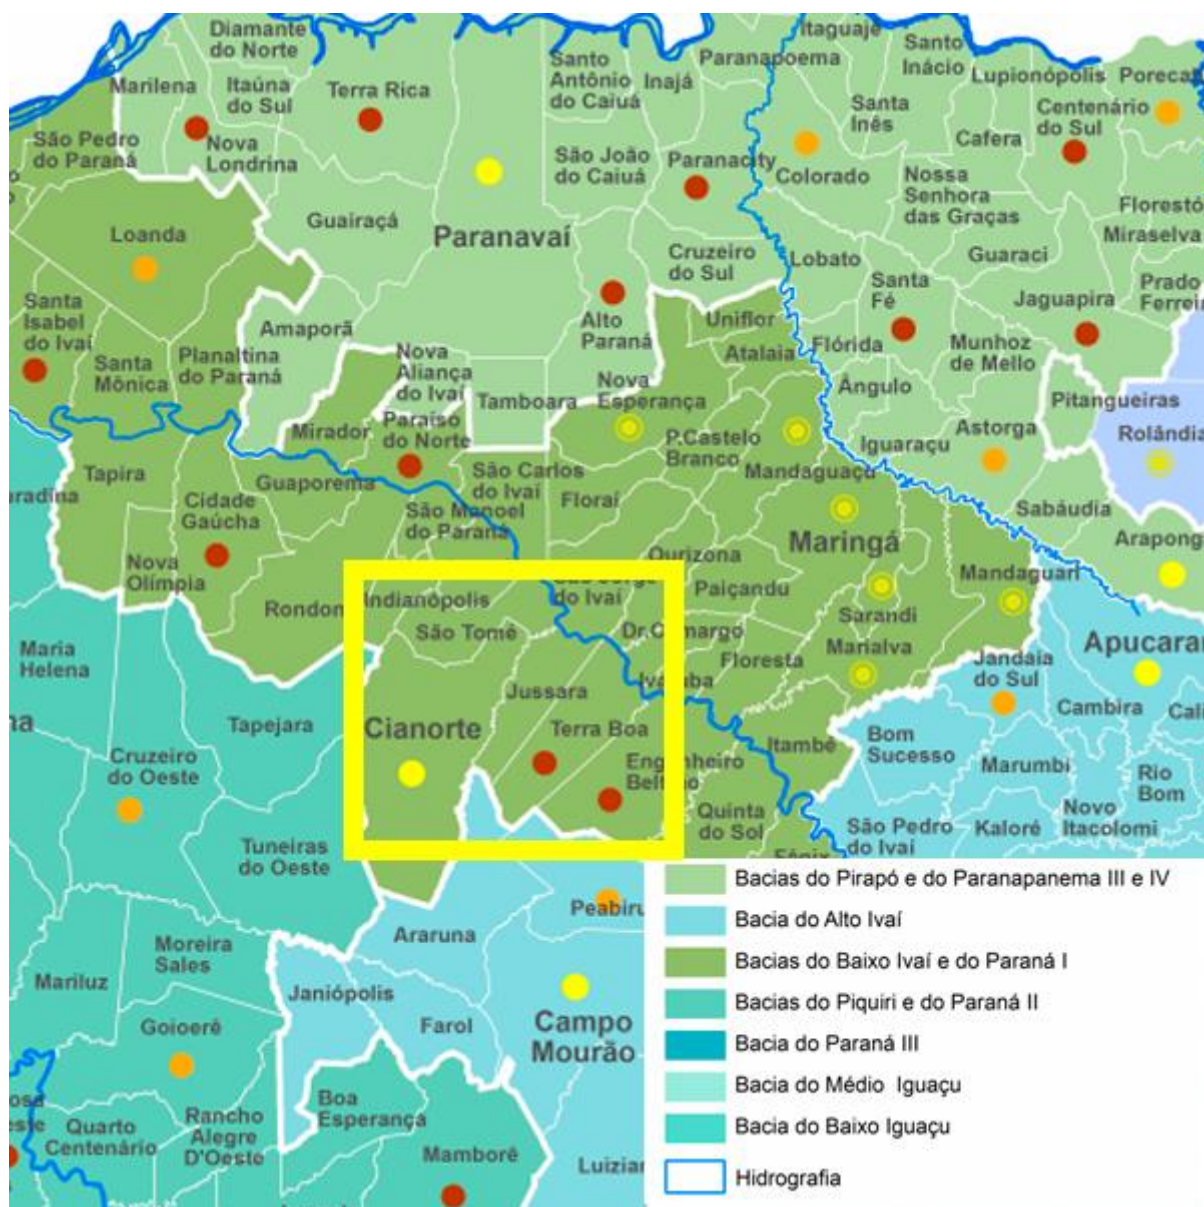 Diamante
do Norte
Itaguajé
Marilena
Itaúna
do Sul
Terra Rica
Santo
Antônio
do Caiuá
Inajá
Paranapoema
Santo
Inácio
Lupionópolis
Santa
Inês
Cafera
Centenário
do Sul
São Pedro
do Paraná
Nova
Londrina
São João
do Caiuá
Paranacity
Colorado
Nossa
Senhora
das Graças
Guairaçá
Paranavaí
Loanda
Cruzeiro
do Sul
Lobato
Guaraci
Miraselva
Santa
Fé
Jaguapira
Prado
Santa
Isabel
do Ivaí
Amaporã
Alto
Paraná
Uniflor
Atalaia
Flórida
Munhoz
de Mello
Santa
Mônica
Planaltina
do Paraná
Nova
Aliança
do Ivaí
Tamboara
Nova
Esperança
Ângulo
Pitangueiras
Mirador
Paraíso
do Norte
P.Castelo
Branco
Iguaraçu
Astorga
Rolândia
Tapira
Guaporema
São Carlos
do Ivaí
Mandaguaçu
Cidade
Gaúcha
São Manoel
do Paraná
Floraí
Sabáudia
Maringá
Nova
Olímpia
Ourizona
Paiçandu
Mandaguari
Rondon
Indianópolis
do Ivaí
Sarandi
São Tomé
Dr.Camargo
Floresta
Marialva
Maria
Helena
Jandaia
do Sul
Jussara
Cambira
Tapejara
Cianorte
Terra Boa
Itambé
Bom
Sucesso
Marumbi
Rio
Bom
Cruzeiro
do Oeste
Engenheiro
Beltrão
Quinta
do Sol
São Pedro
do Ivaí
Kaloré
Novo
Itacolomi
Tuneiras
do Oeste
Fênix
Araruna
Moreira
Sales
Mariluz
Janiópolis
Goioerê
Farol
Campo
Mourão
Boa
Esperança
Quarto
Centenário
Rancho
Alegre
D'Oeste
Mamborê
Bacias do Pirapó e do Paranapanema III e IV
Bacia do Alto Ivaí
Bacias do Baixo Ivaí e do Paraná I
Bacias do Piquiri e do Paraná II
Bacia do Paraná III
Bacia do Médio Iguaçu
Bacia do Baixo Iguaçu
Hidrografia